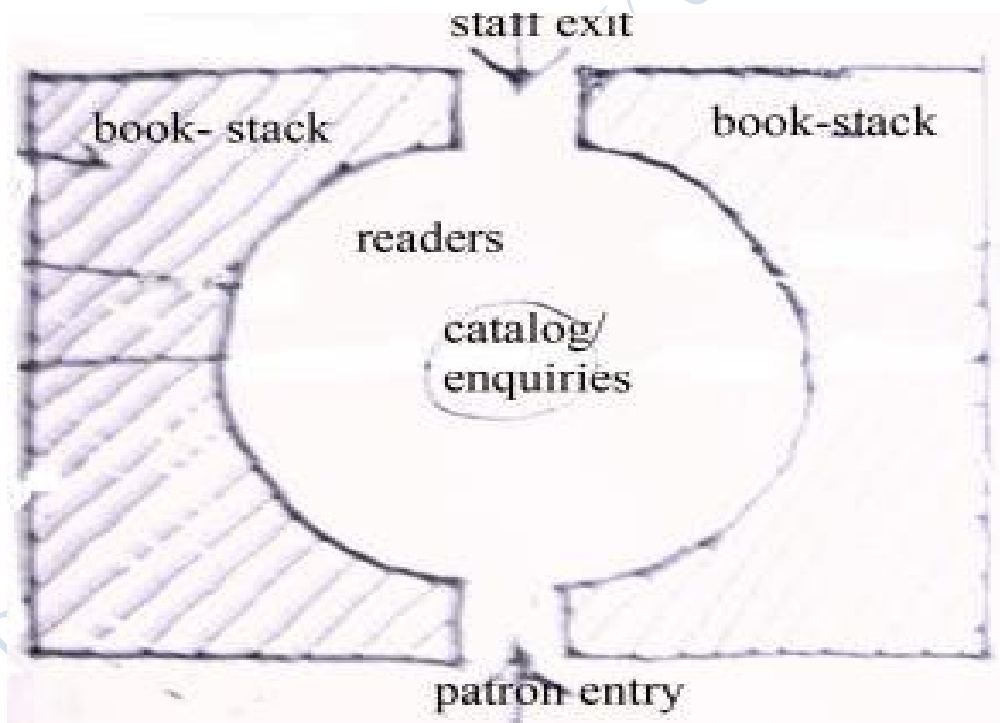 staff exit
book- stack
book-stack
readers
catalog/
enquiries
patron entry